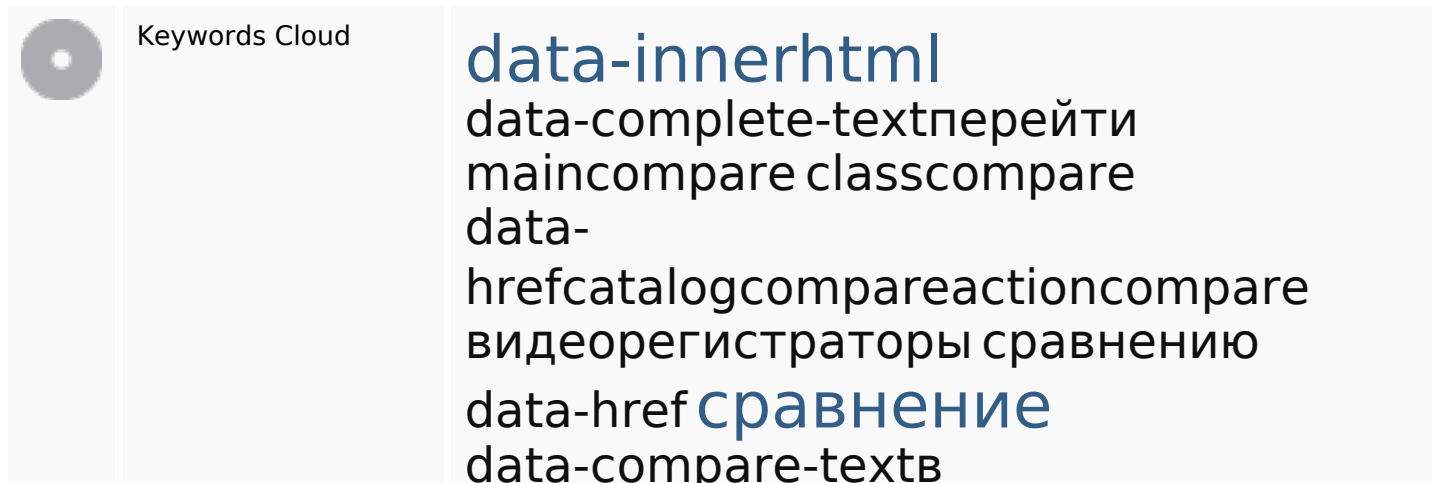 Keywords Cloud
data-innerhtml
data-complete-textперейти
maincompare classcompare
data-
hrefcatalogcompareactioncompare
видеорегистраторы сравнению
data-href сравнение
data-compare-textв